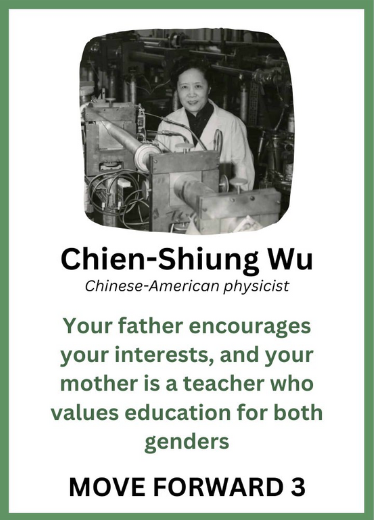 Chien-Shiung Wu
Chinese-American physicist
Your father encourages
your interests, and your
mother is a teacher who
values education for both
genders
MOVE FORWARD 3